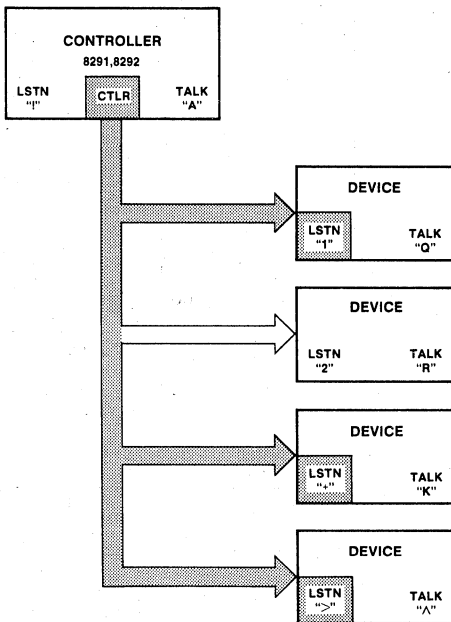 CONTROLLER
8291,8292
LSTN
"!"
CTLR
TALK
"A"
DEVICE
LSTN
"1"
TALK
"Q"
DEVICE
LSTN
"2"
TALK
"R"
DEVICE
LSTN
"+"
TALK
"K"
DEVICE
LSTN
">"
TALK
"^"